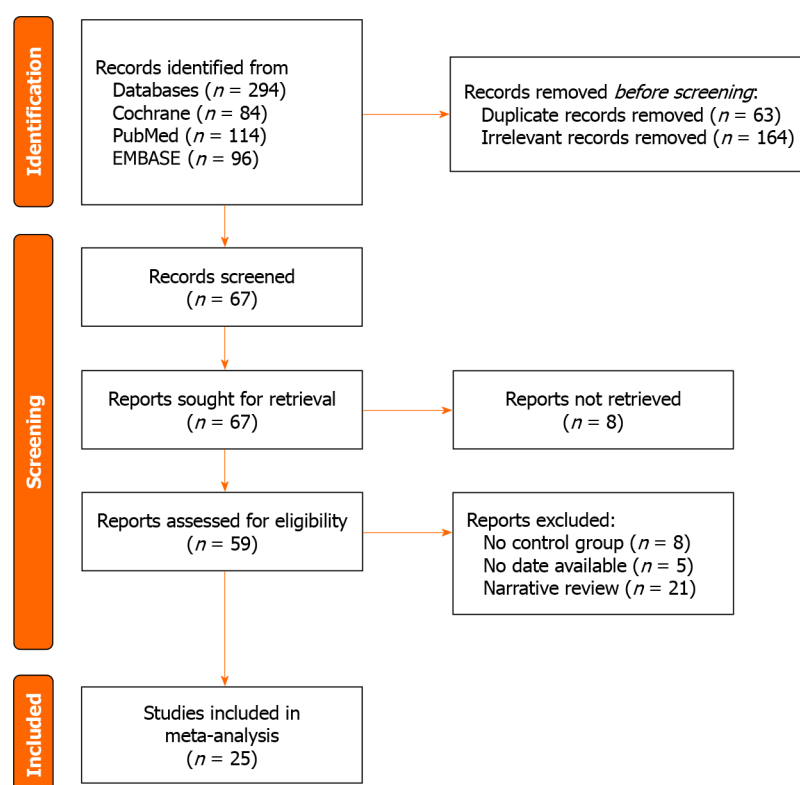 Identification
Records identified from
Databases (n = 294)
Cochrane (n = 84)
PubMed (n = 114)
EMBASE (n = 96)
Records removed before screening:
Duplicate records removed (n = 63)
Irrelevant records removed (n = 164)
Screening
Records screened
(n = 67)
Reports sought for retrieval
(n = 67)
Reports not retrieved
(n = 8)
Reports assessed for eligibility
(n = 59)
Reports excluded:
No control group (n = 8)
No date available (n = 5)
Narrative review (n = 21)
Included
Studies included in
meta-analysis
(n = 25)